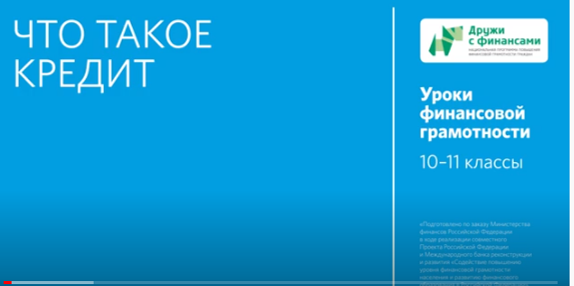 ЧТО ТАКОЕ
КРЕДИТ
Дружи
с финансами
НАЦИОНАЛЬНАЯ ПРОГРАММА ПОВЫШЕНИЯ
ФИНАНСОВОЙ ГРАМОТНОСТИ ГРАЖДАН
Уроки
финансовой
грамотности
10-11 классы
«Подготовлено по заказу Министерства
финансов Российской Федерации
в ходе реализации совместного
Проекта Российской Федерации
и Международного банка реконструкции
и развития «Содействие повышению
уровня финансовой грамотности
населения и развитию финансового